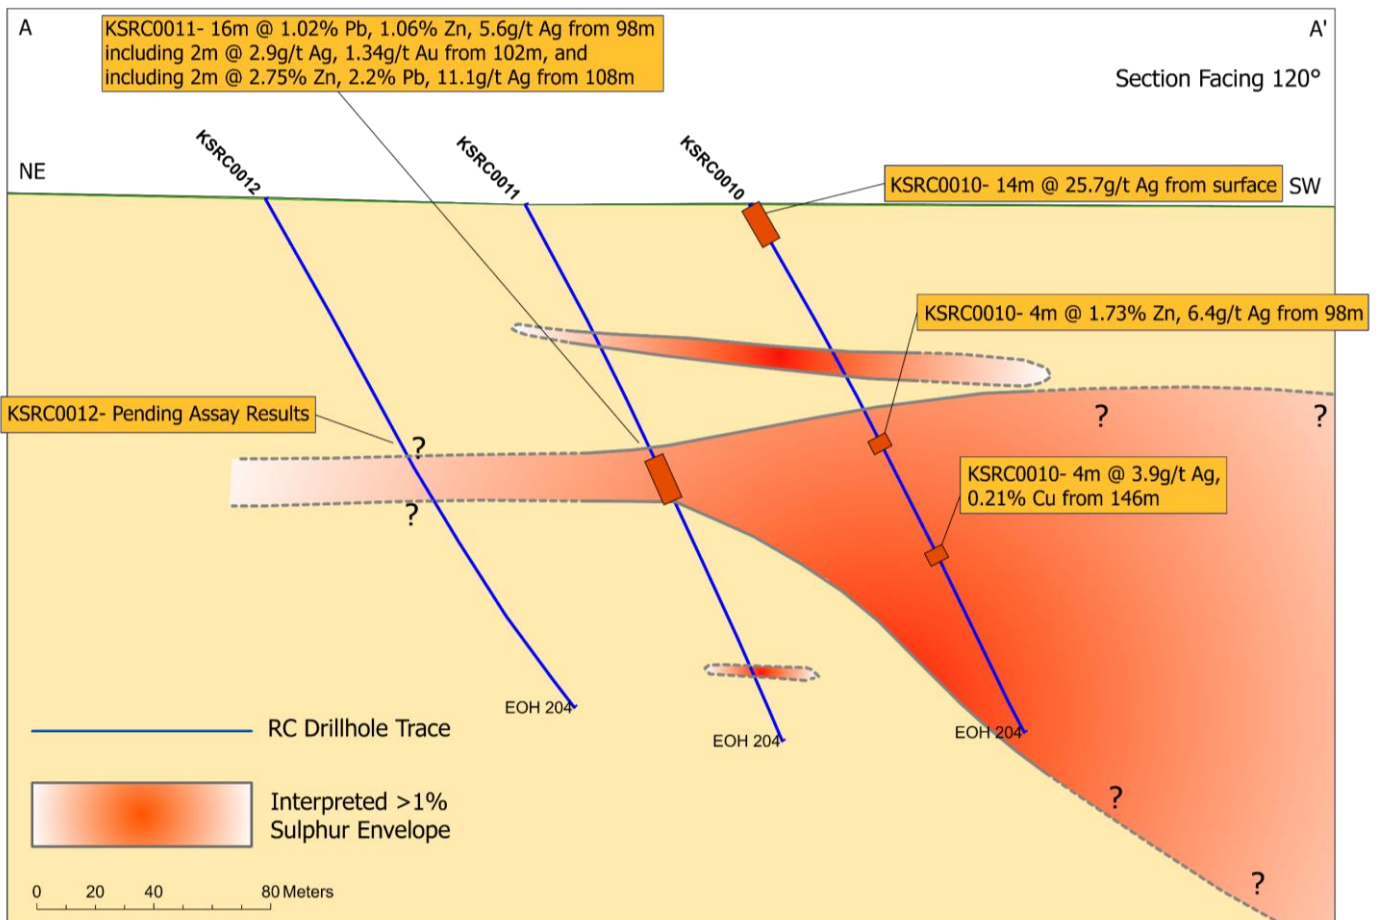 A
KSRC0011- 16m @ 1.02% Pb, 1.06% Zn, 5.6g/t Ag from 98m
including 2m @ 2.9g/t Ag, 1.34g/t Au from 102m, and
including 2m @ 2.75% Zn, 2.2% Pb, 11.1g/t Ag from 108m
A'
Section Facing 120°
KSRC0012
KSRC0011
KSRC0010
NE
KSRC0010- 14m @ 25.7g/t Ag from surface
SW
KSRC0010- 4m @ 1.73% Zn, 6.4g/t Ag from 98m
KSRC0012- Pending Assay Results
?
?
?
?
KSRC0010- 4m @ 3.9g/t Ag,
0.21% Cu from 146m
EOH 204
EOH 204
EOH 204
RC Drillhole Trace
Interpreted >1%
Sulphur Envelope
?
?
0 20 40 80 Meters